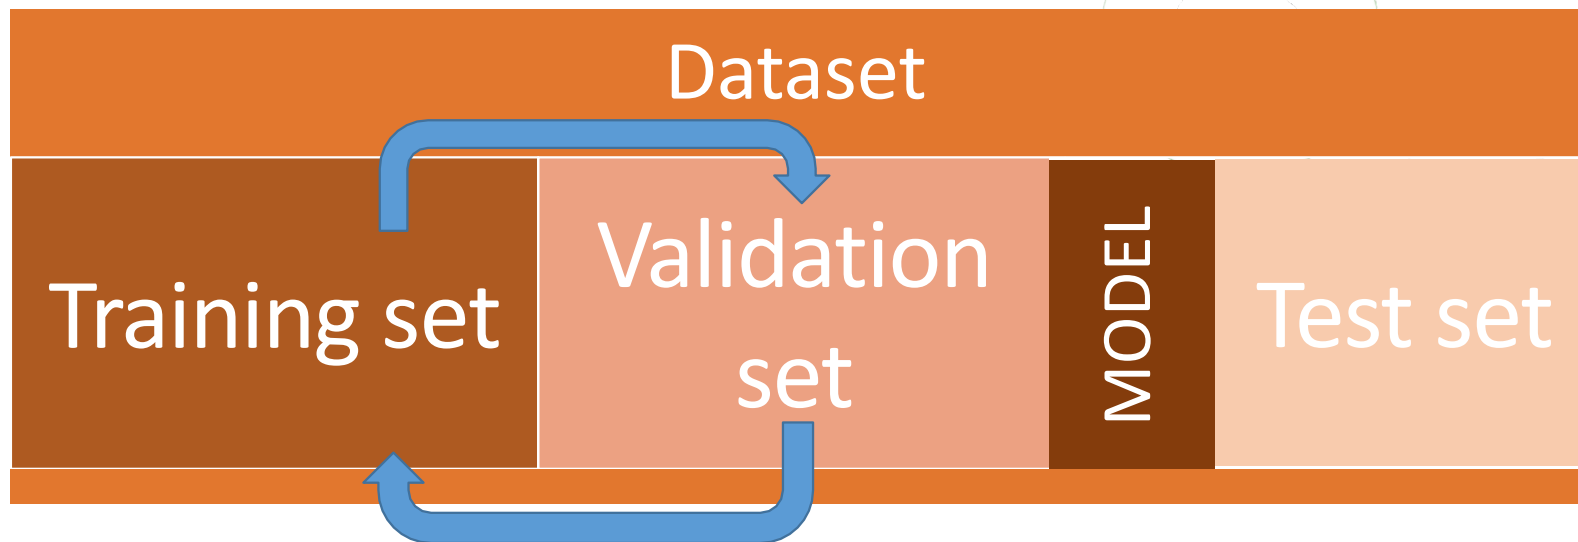 Dataset
Training set
Validation
set
MODEL
Test set